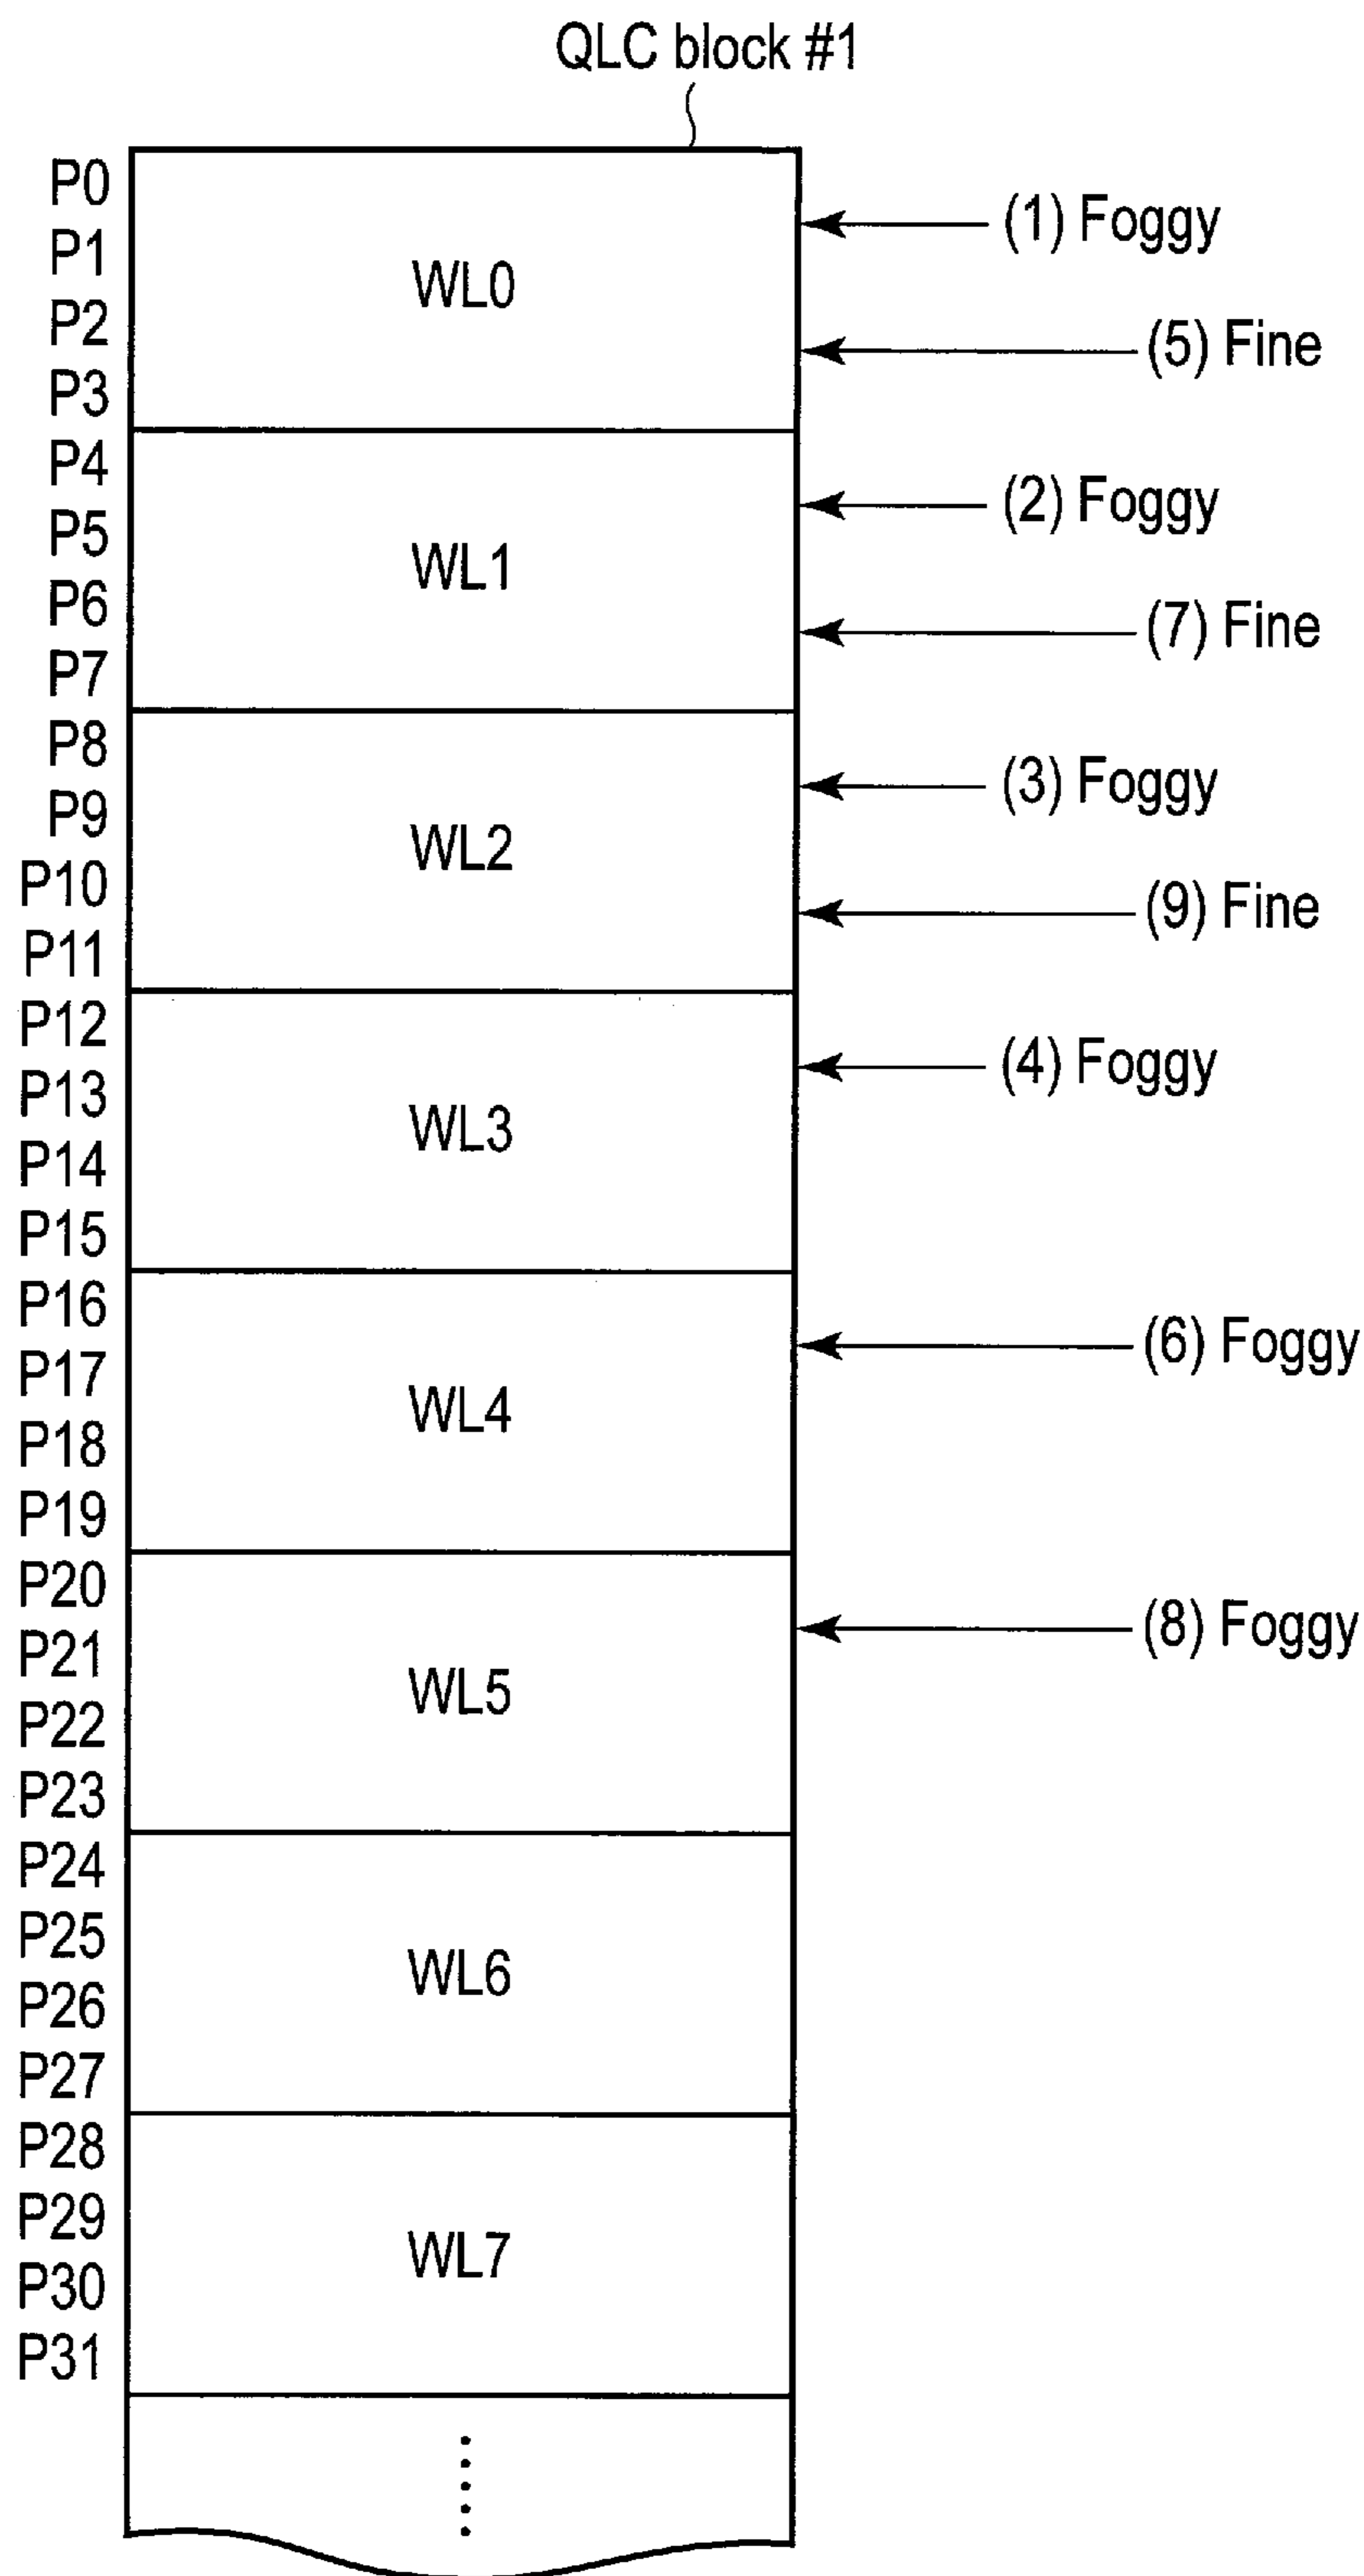 QLC block #1
P0
(1) Foggy
P1
WL0
P2
(5) Fine
P3
P4
(2) Foggy
P5
WL1
P6
(7) Fine
P7
P8
(3) Foggy
P9
WL2
P10
(9) Fine
P11
P12
(4) Foggy
P13
WL3
P14
P15
P16
(6) Foggy
P17
WL4
P18
P19
P20
(8) Foggy
P21
WL5
P22
P23
P24
P25
WL6
P26
P27
P28
P29
WL7
P30
P31